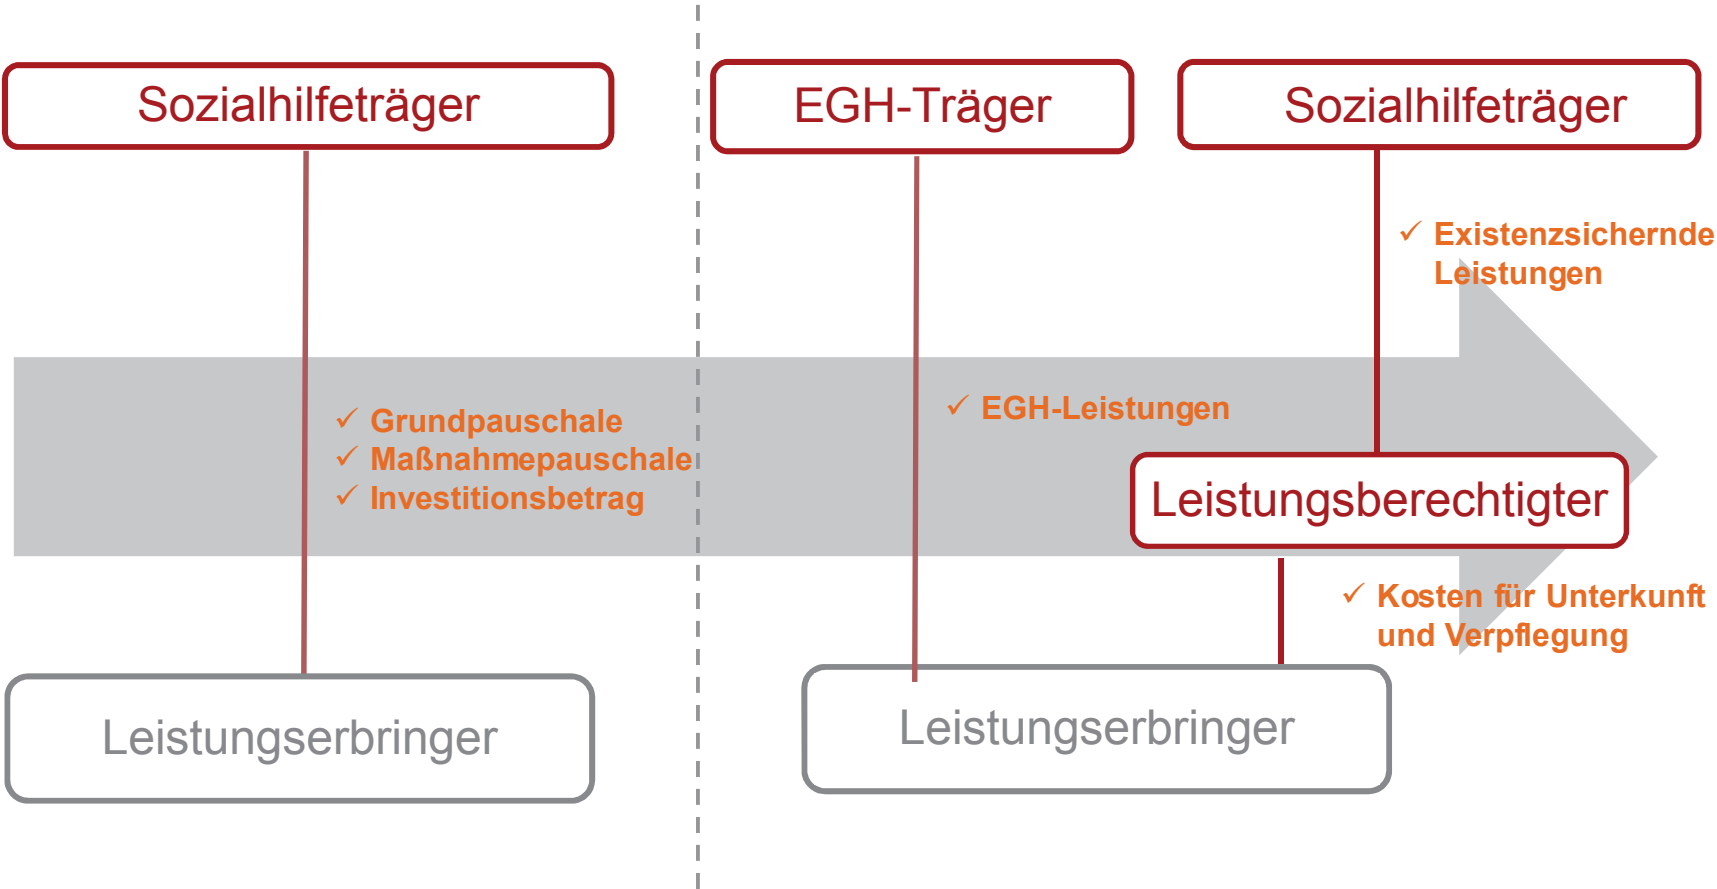 Sozialhilfeträger
EGH-Träger
Sozialhilfeträger
✓ Existenzsichernde
Leistungen
✓ Grundpauschale
✓ Maßnahmepauschale
✓ Investitionsbetrag
✓ EGH-Leistungen
Leistungsberechtigter
✓ Kosten für Unterkunft
und Verpflegung
Leistungserbringer
Leistungserbringer